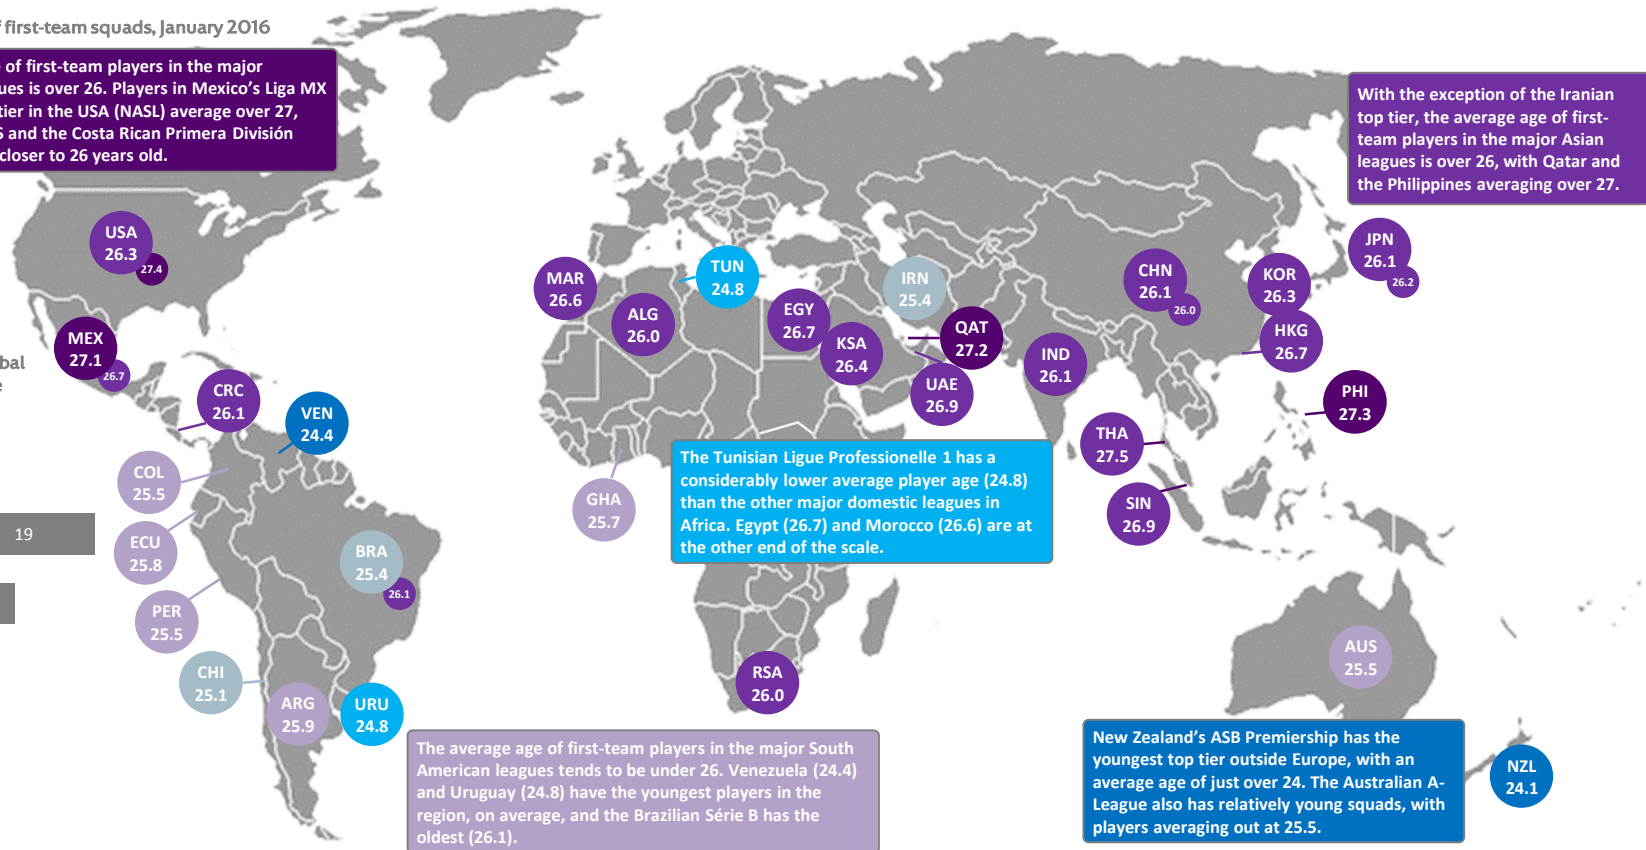 f first-team squads, January 2016
of first-team players in the major
ues is over 26. Players in Mexico's Liga MX
tier in the USA (NASL) average over 27,
S and the Costa Rican Primera División
closer to 26 years old.
With the exception of the Iranian
top tier, the average age of first-
team players in the major Asian
leagues is over 26, with Qatar and
the Philippines averaging over 27.
USA
26.3
27.4
MEX
27.1
26.7
bal
e
CRC
26.1
VEN
24.4
COL
25.5
19
ECU
25.8
BRA
25.4
26.1
PER
25.5
CHI
25.1
ARG
25.9
URU
24.8
MAR
26.6
ALG
26.0
TUN
24.8
EGY
26.7
KSA
26.4
IRN
25.4
QAT
27.2
UAE
26.9
IND
26.1
CHN
26.1
26.0
KOR
26.3
JPN
26.1
26.2
HKG
26.7
PHI
27.3
THA
27.5
SIN
26.9
GHA
25.7
The Tunisian Ligue Professionelle 1 has a
considerably lower average player age (24.8)
than the other major domestic leagues in
Africa. Egypt (26.7) and Morocco (26.6) are at
the other end of the scale.
RSA
26.0
AUS
25.5
The average age of first-team players in the major South
American leagues tends to be under 26. Venezuela (24.4)
and Uruguay (24.8) have the youngest players in the
region, on average, and the Brazilian Série B has the
oldest (26.1).
New Zealand's ASB Premiership has the
youngest top tier outside Europe, with an
average age of just over 24. The Australian A-
League also has relatively young squads, with
players averaging out at 25.5.
NZL
24.1